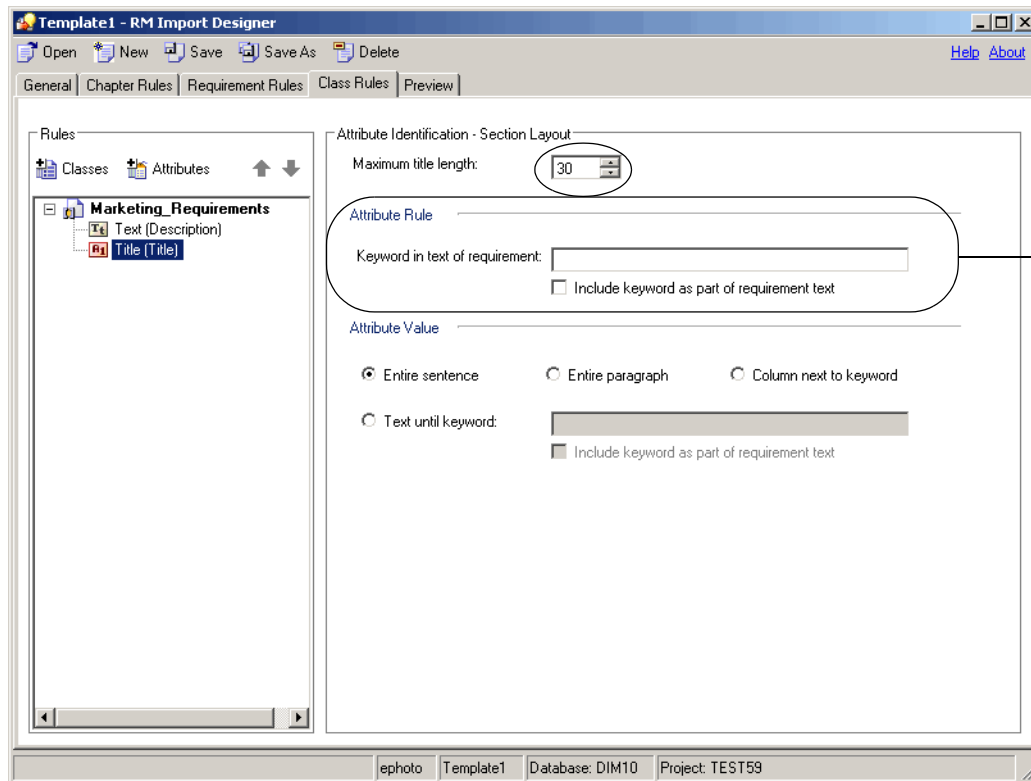 Template1 - RM Import Designer
Open New Save Save As Delete Help About
General Chapter Rules Requirement Rules Class Rules Preview
Rules
Classes Attributes
Marketing_Requirements
Text (Description)
Title (Title)
Attribute Identification - Section Layout
Maximum title length: 30
Attribute Rule
Keyword in text of requirement:
Include keyword as part of requirement text
Attribute Value
Entire sentence Entire paragraph Column next to keyword
Text until keyword:
Include keyword as part of requirement text
ephoto Template1 Database: DIM10 Project: TEST59